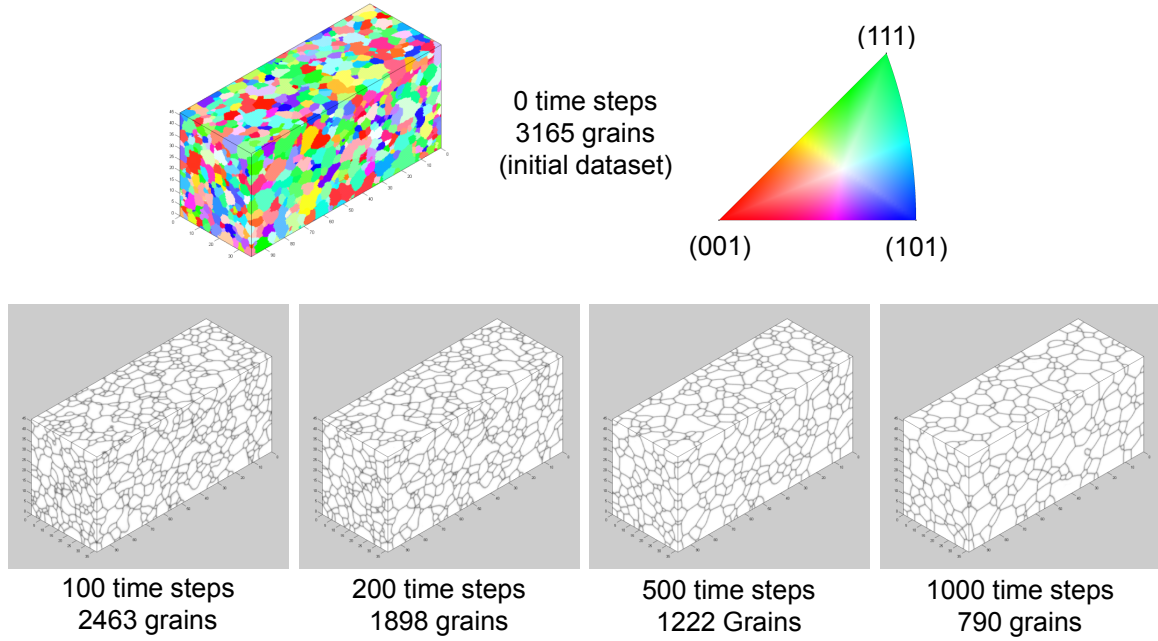 (111)
0 time steps
3165 grains
(initial dataset)
(001)
(101)
100 time steps
2463 grains
200 time steps
1898 grains
500 time steps
1222 Grains
1000 time steps
790 grains